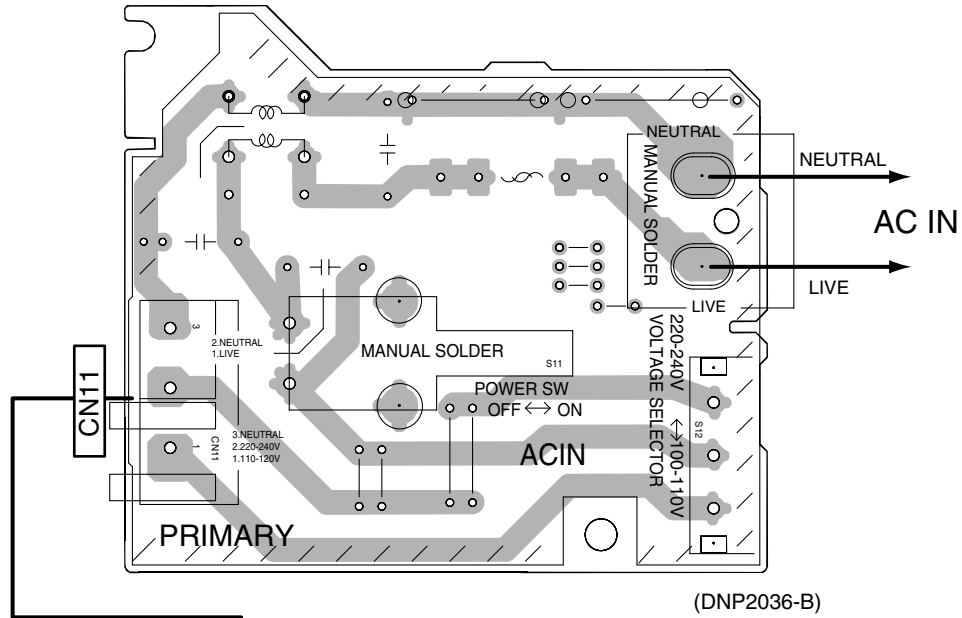 NEUTRAL
NEUTRAL
MANUAL SOLDER
AC IN
LIVE
LIVE
3
2.NEUTRAL
1.LIVE
MANUAL SOLDER
S11
220-240V ↔ 100-110V
VOLTAGE SELECTOR
S12
POWER SW
OFF ↔ ON
CN11
3.NEUTRAL
2.220-240V
1.110-120V
CN11
1
ACIN
PRIMARY
(DNP2036-B)